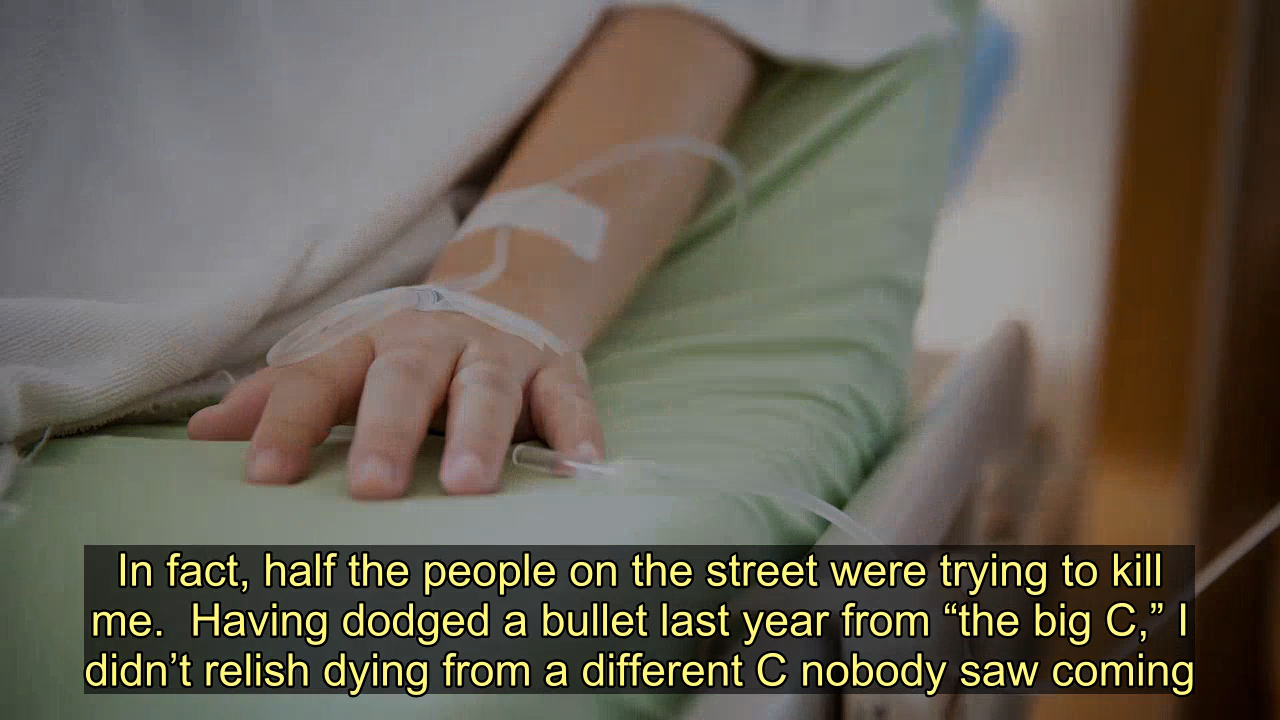 In fact, half the people on the street were trying to kill
me.  Having dodged a bullet last year from “the big C,” I
didn’t relish dying from a different C nobody saw coming